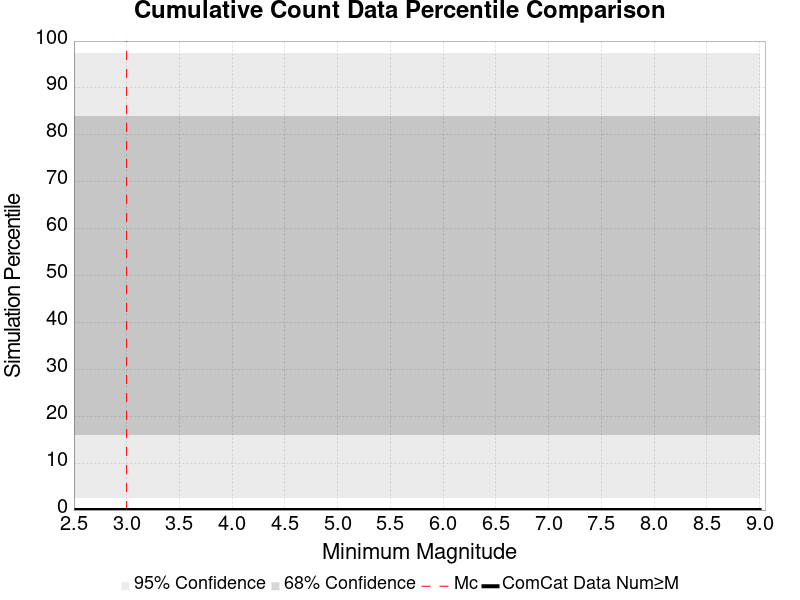 Cumulative Count Data Percentile Comparison
Simulation Percentile
100
90
80
70
60
50
40
30
20
10
0
2.5 3.0 3.5 4.0 4.5 5.0 5.5 6.0 6.5 7.0 7.5 8.0 8.5 9.0
Minimum Magnitude
95% Confidence 68% Confidence Mc ComCat Data Num≥M